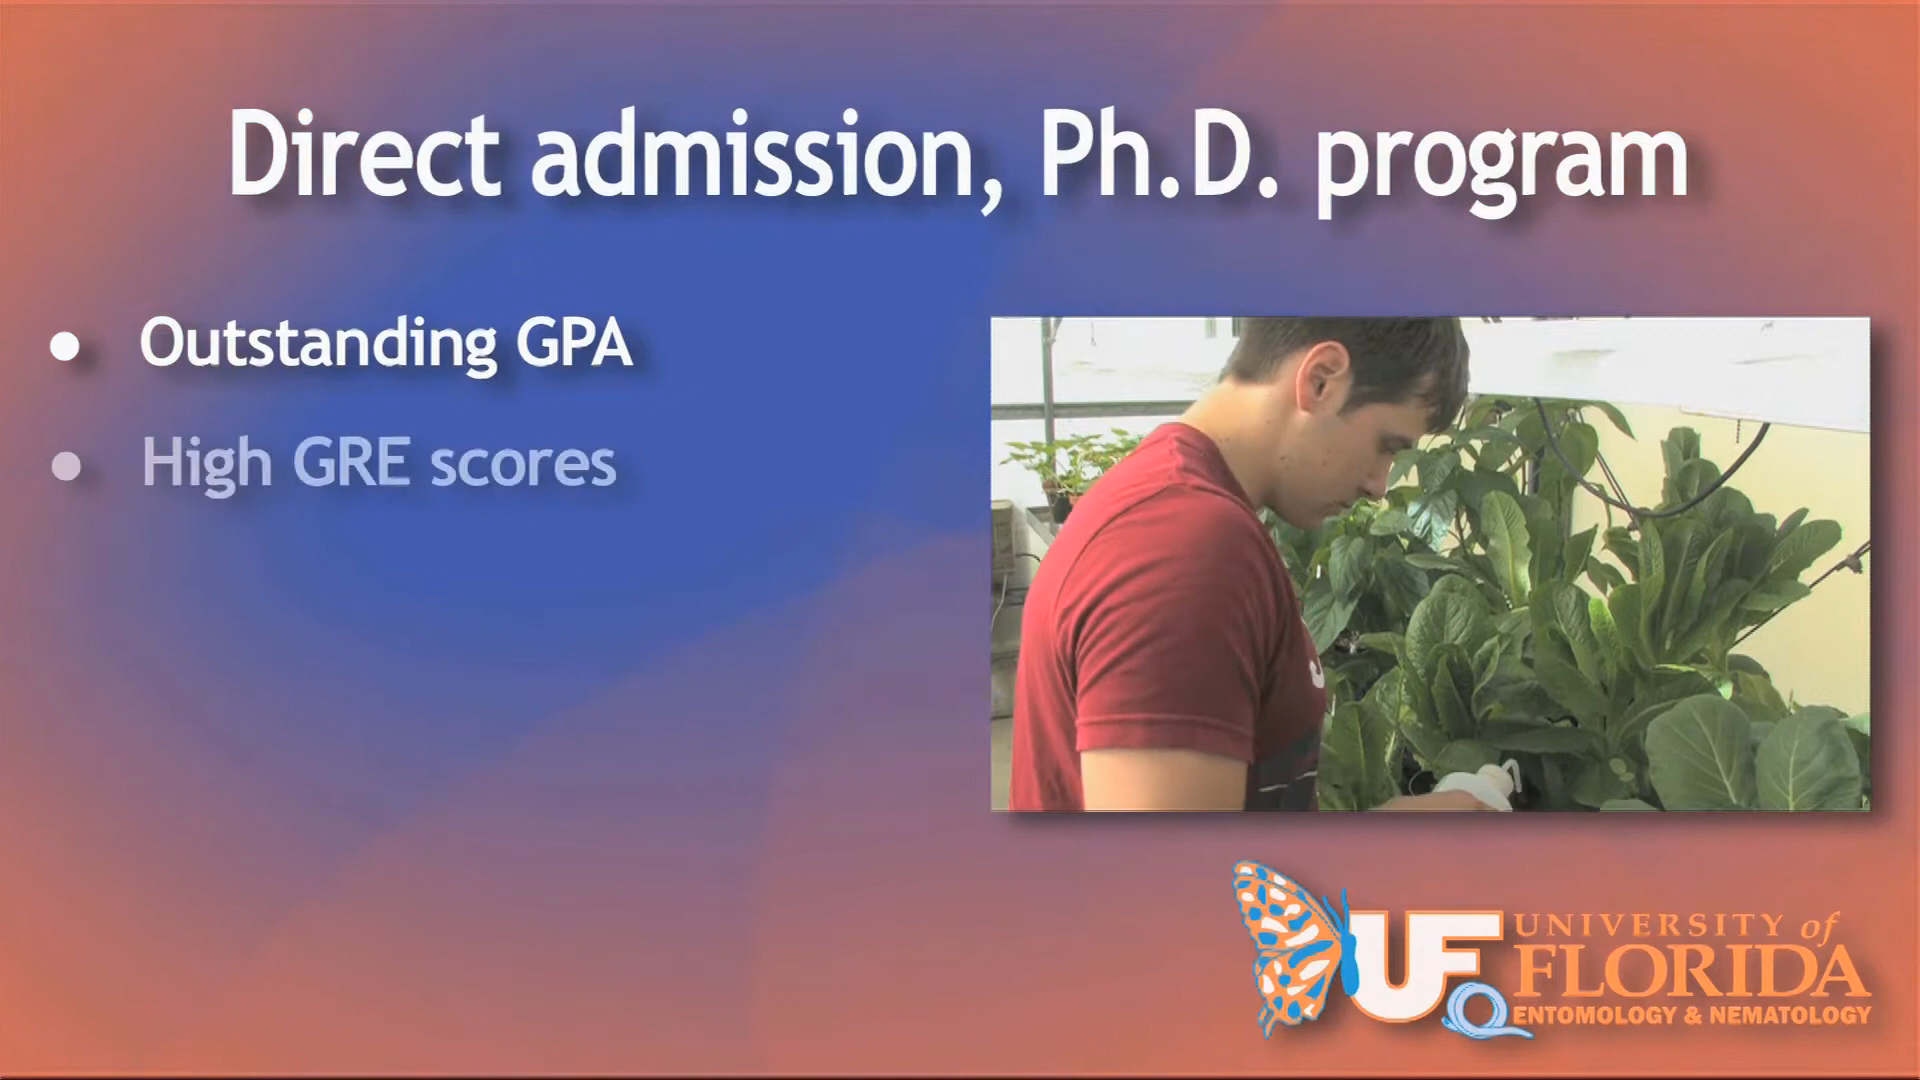 Direct admission, Ph.D. program
• Outstanding GPA
• High GRE scores
UF UNIVERSITY of
FLORIDA
ENTOMOLOGY & NEMATOLOGY